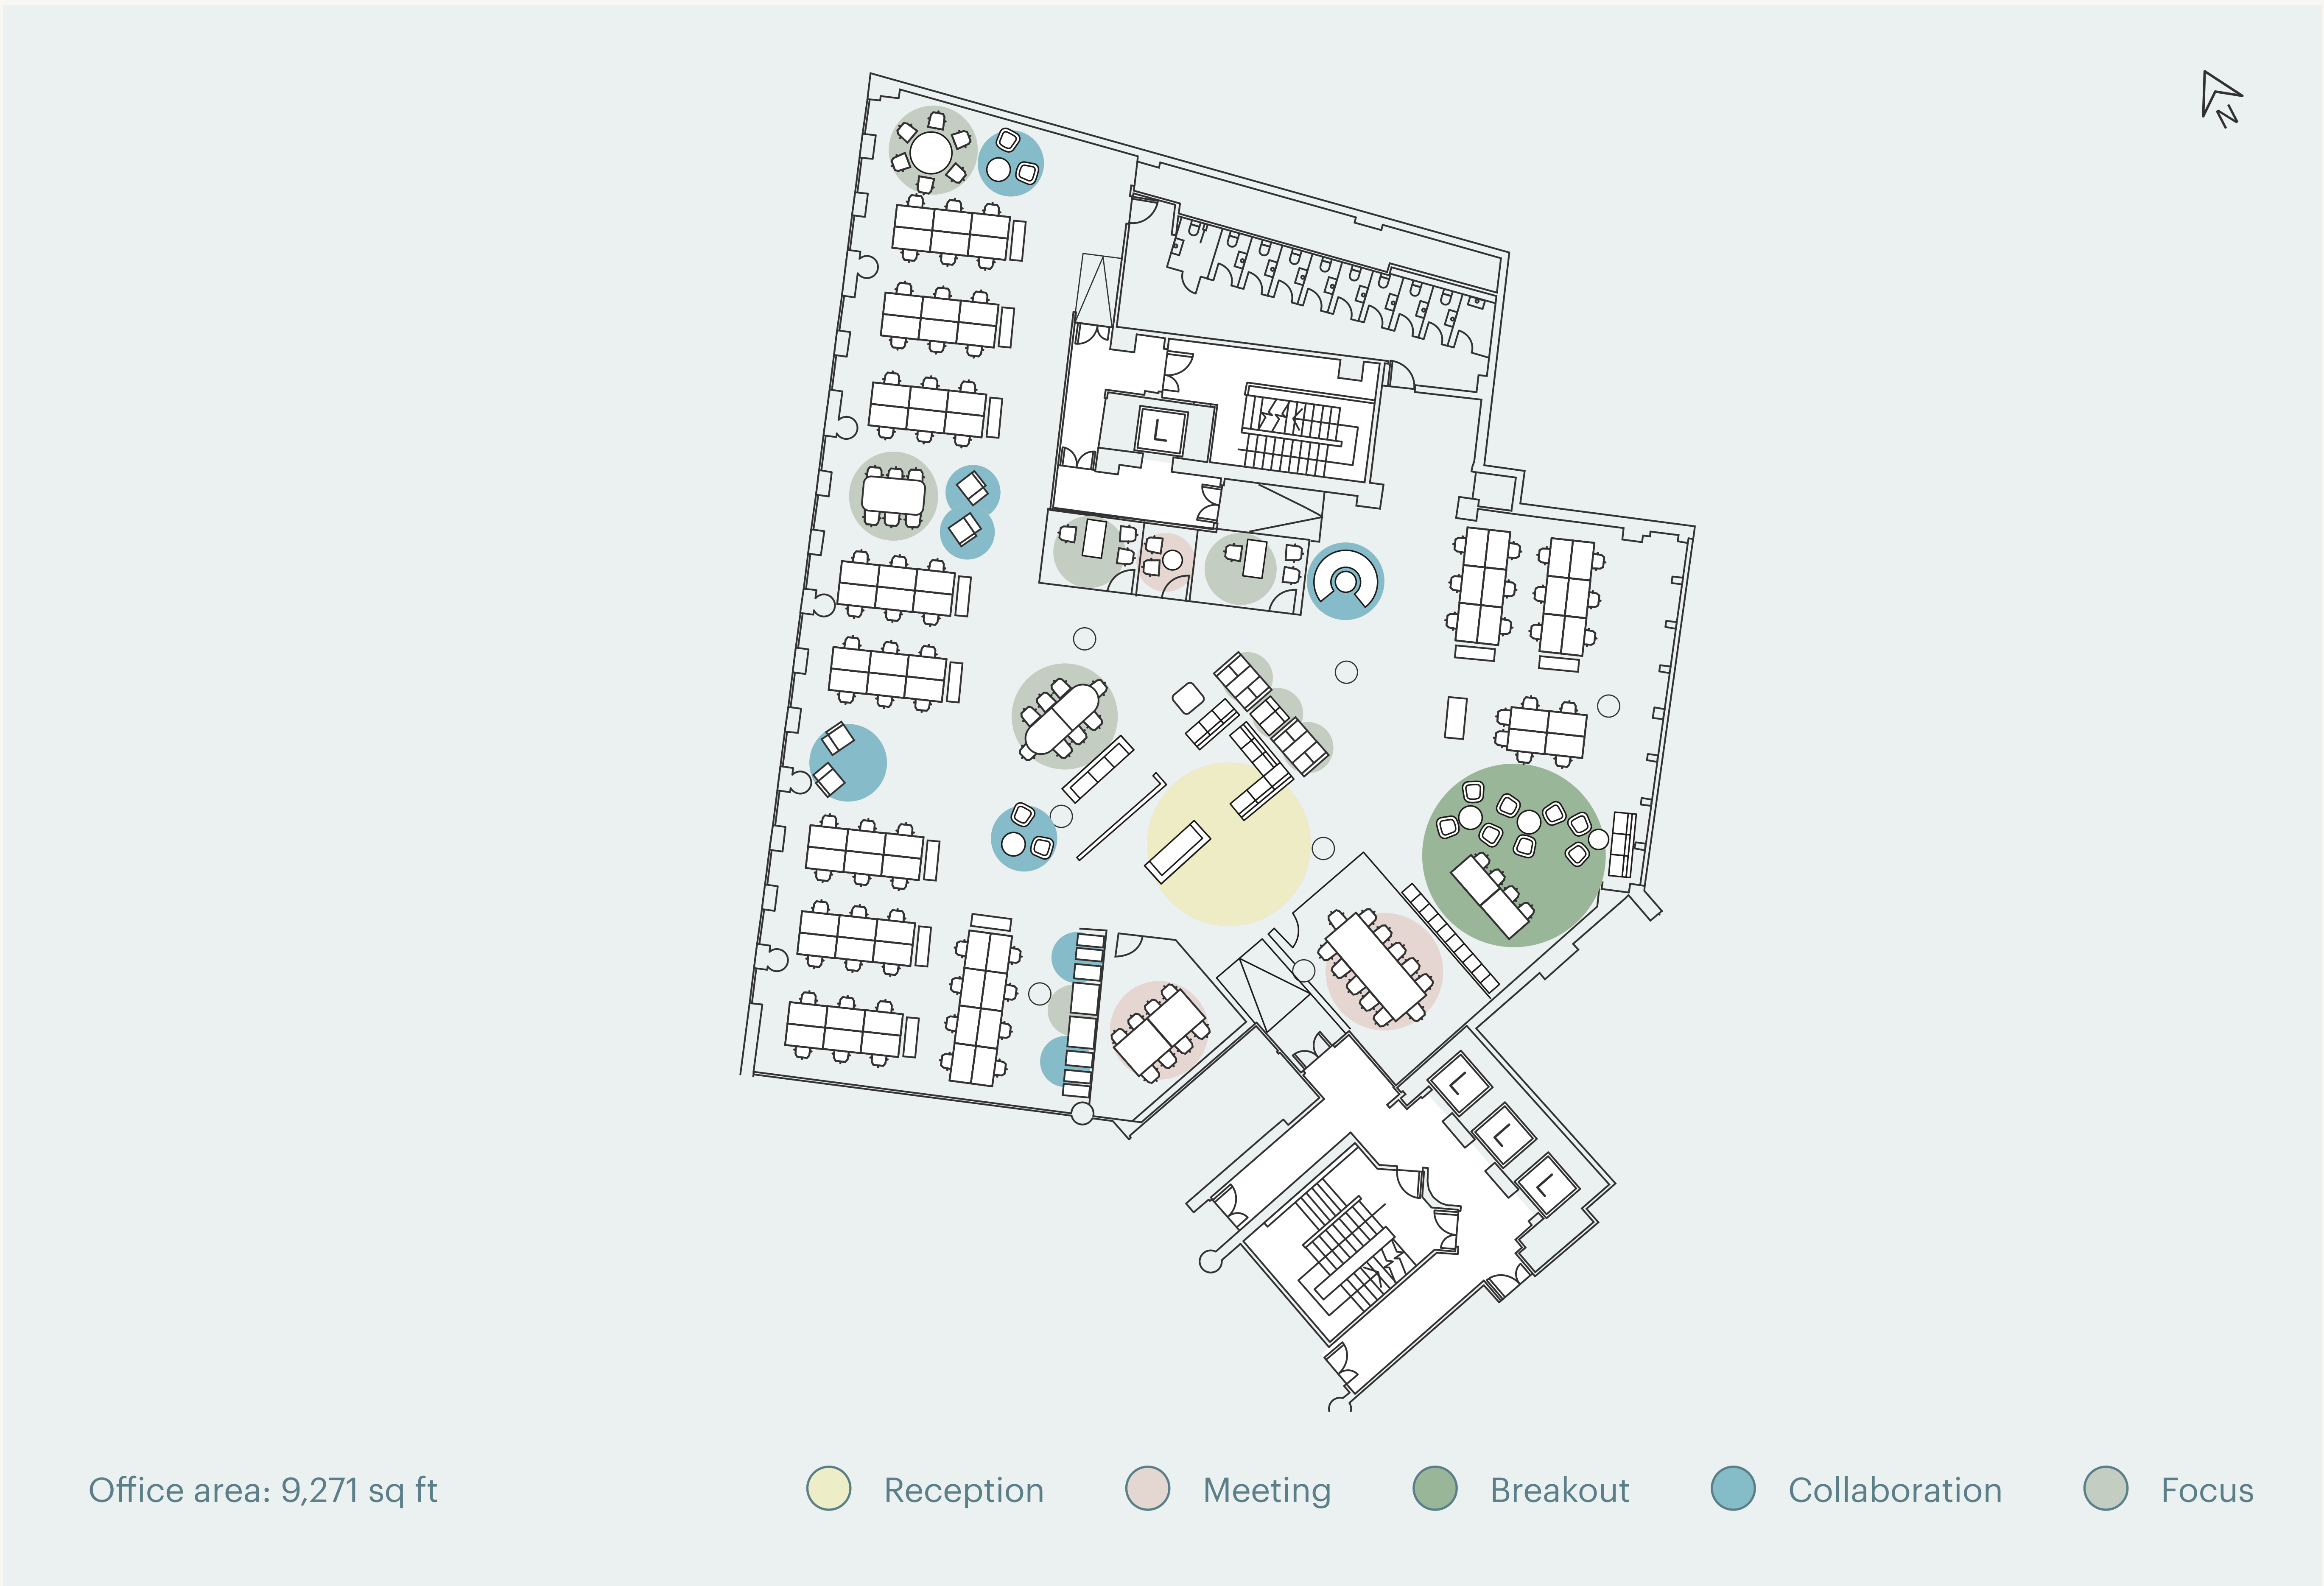 N
L
L
L
L
Office area: 9,271 sq ft
Reception
Meeting
Breakout
Collaboration
Focus